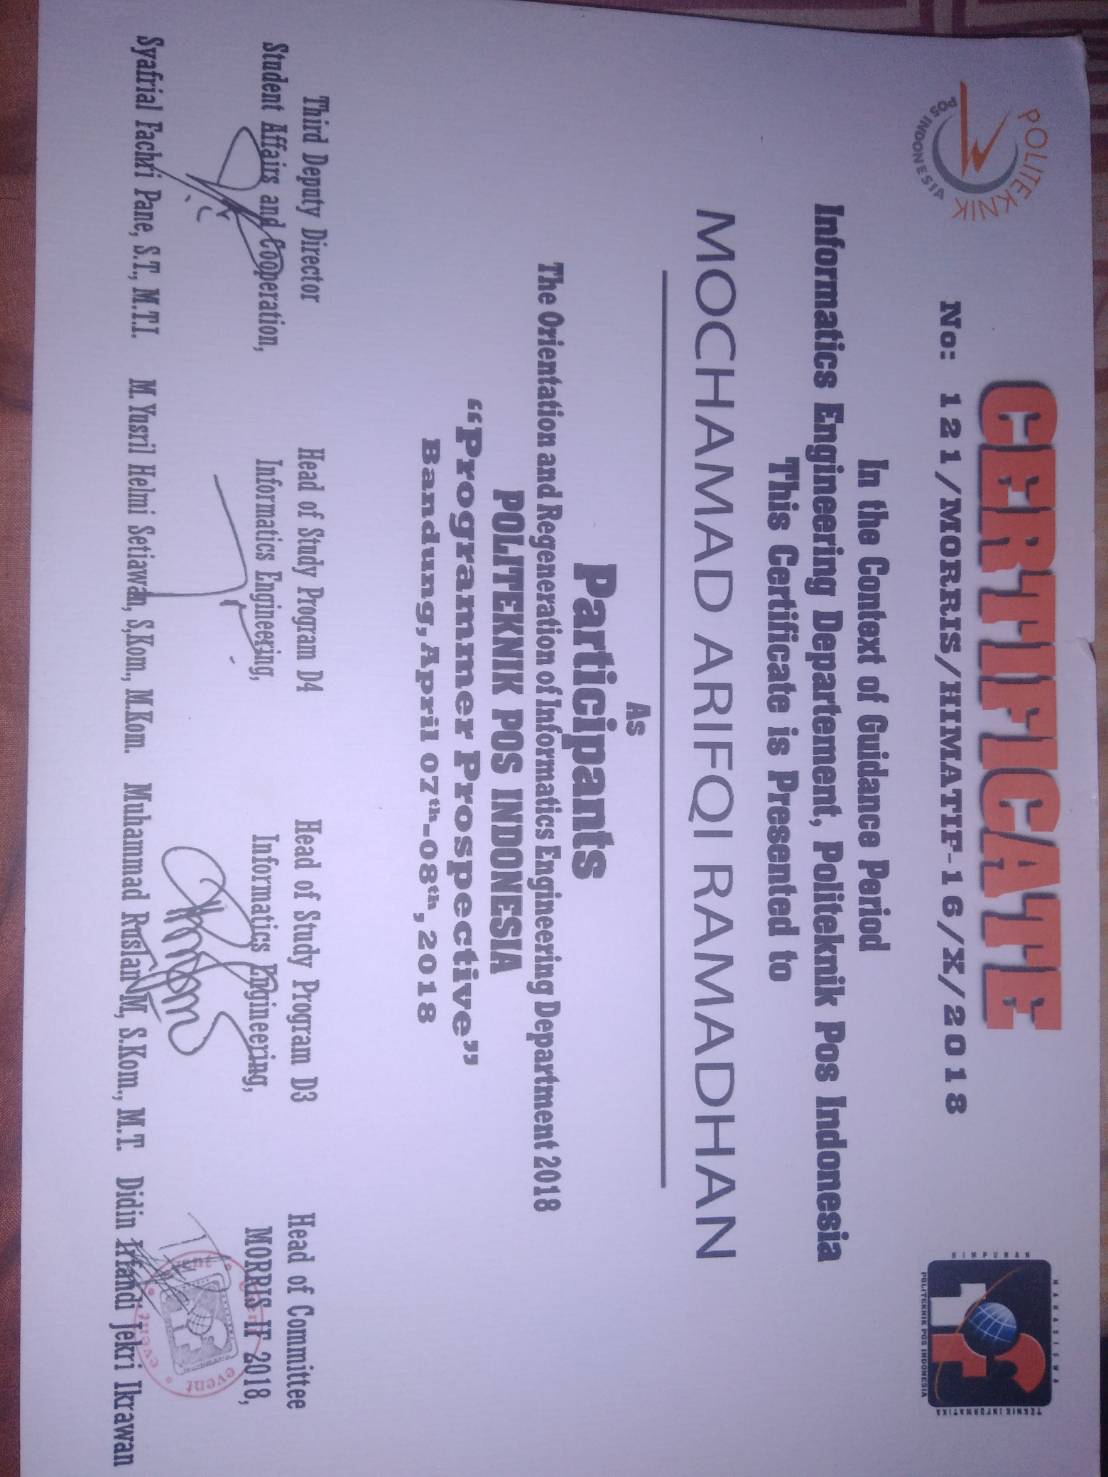 POLITEKNIK
POS INDONESIA
CERTIFICATE
No: 121/MORRIS/HIMATIF-16/X/2018
HIMPUNAN
MAHASISWA
TEKNIK INFORMATIKA
POLITEKNIK POS INDONESIA
In the Context of Guidance Period
Informatics Engineering Departement, Politeknik Pos Indonesia
This Certificate is Presented to
MOCHAMAD ARIFQI RAMADHAN
As
Participants
The Orientation and Regeneration of Informatics Engineering Department 2018
POLITEKNIK POS INDONESIA
“Programmer Prospective”
Bandung, April 07th-08th, 2018
Third Deputy Director
Student Affairs and Cooperation,
Syafrial Fachri Pane, S.T., M.T.I.
Head of Study Program D4
Informatics Engineering,
M. Yusril Helmi Setiawan, S,Kom., M.Kom.
Head of Study Program D3
Informatics Engineering,
Muhammad Ruslan M, S.Kom., M.T.
Head of Committee
MORRIS IF 2018,
Didin Irfandi Jekri Ikrawan
event
event